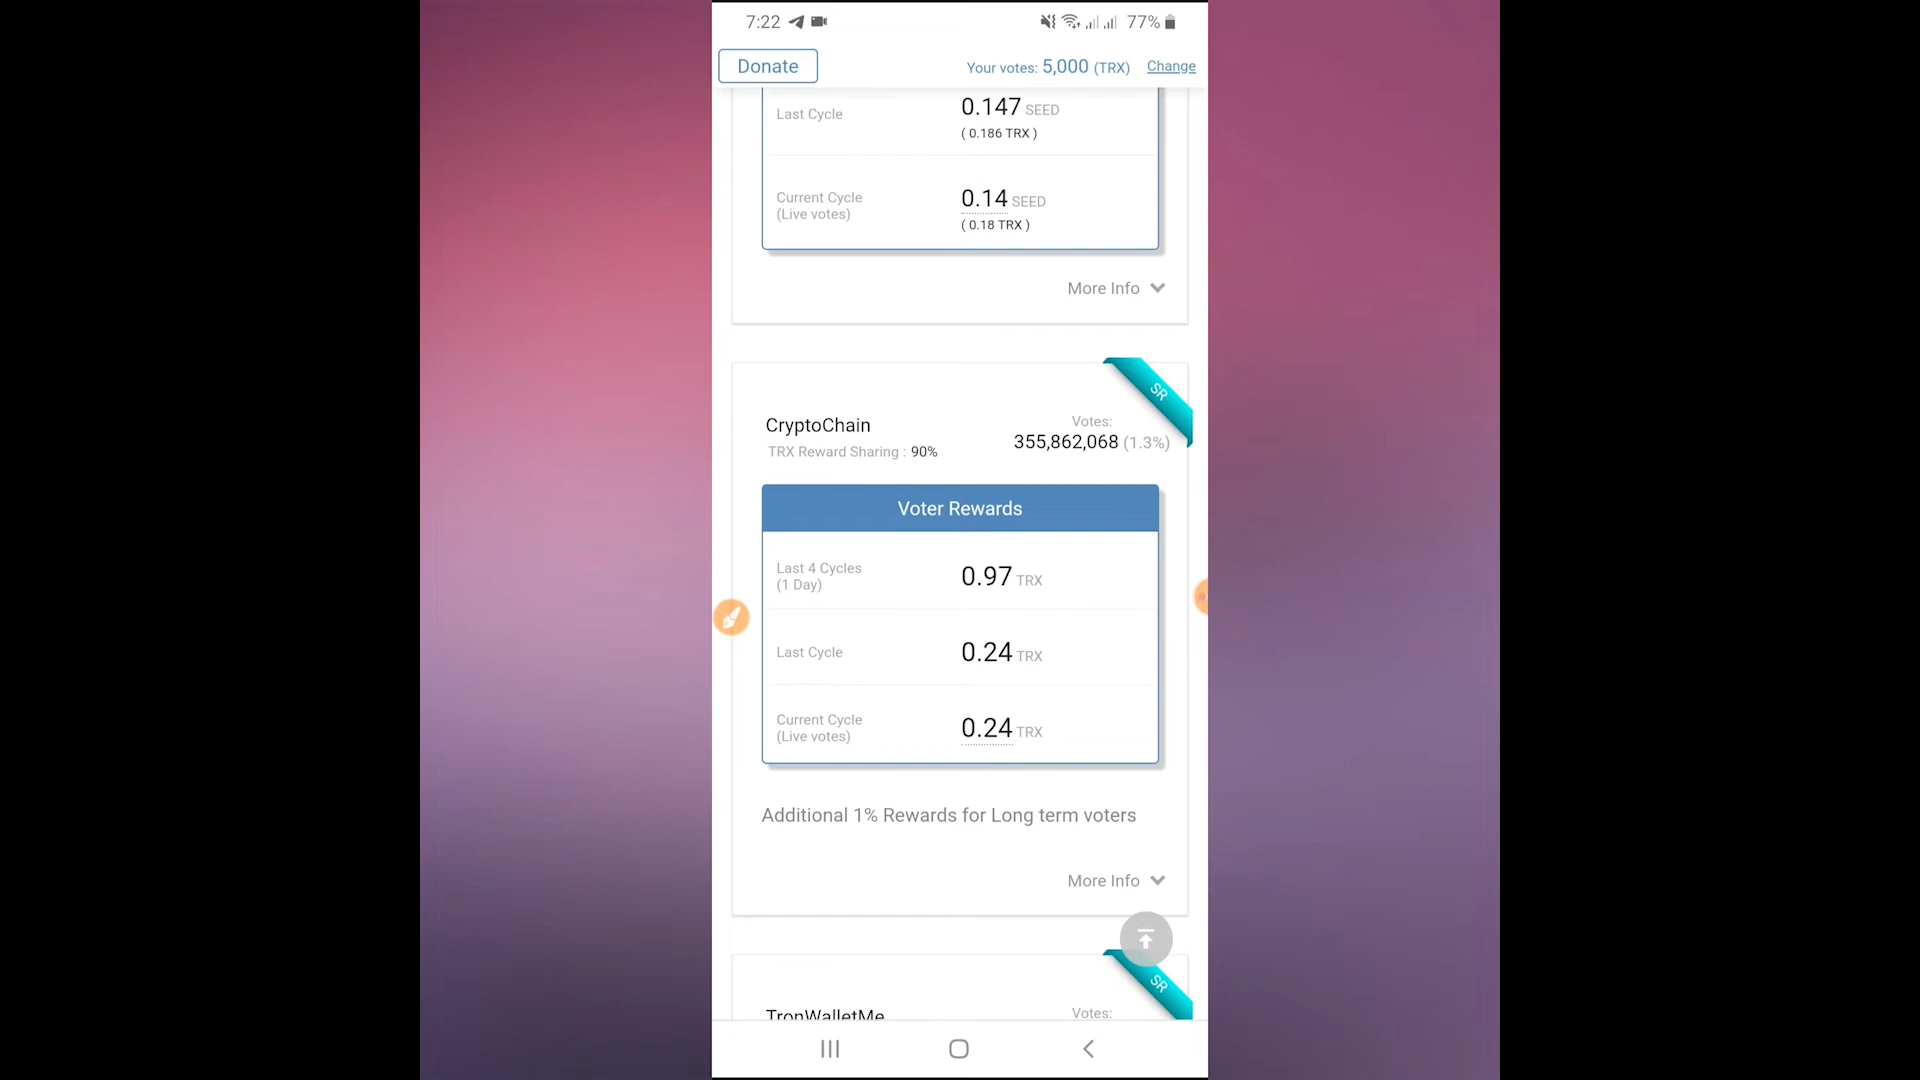 7:22 77%
Donate Your votes: 5,000 (TRX) Change
Last Cycle 0.147 SEED
( 0.186 TRX )
Current Cycle 0.14 SEED
(Live votes) ( 0.18 TRX )
More Info
SR
CryptoChain Votes:
TRX Reward Sharing : 90% 355,862,068 (1.3%)
Voter Rewards
Last 4 Cycles 0.97 TRX
(1 Day)
Last Cycle 0.24 TRX
Current Cycle 0.24 TRX
(Live votes)
Additional 1% Rewards for Long term voters
More Info
SR
TronWalletMe Votes: